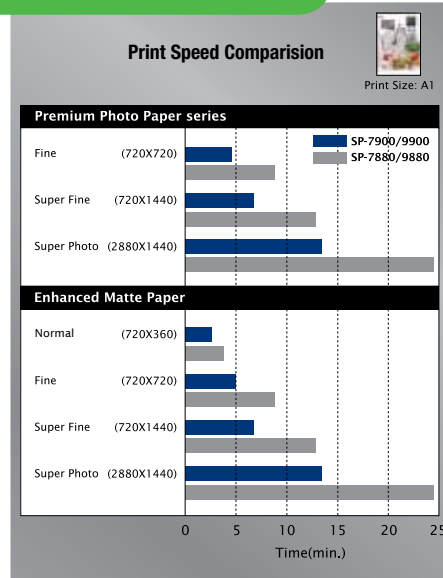 Print Speed Comparision
Print Size: A1
Premium Photo Paper series
SP-7900/9900
SP-7880/9880
Fine (720X720)
Super Fine (720X1440)
Super Photo (2880X1440)
Enhanced Matte Paper
Normal (720X360)
Fine (720X720)
Super Fine (720X1440)
Super Photo (2880X1440)
0 5 10 15 20 25
Time(min.)